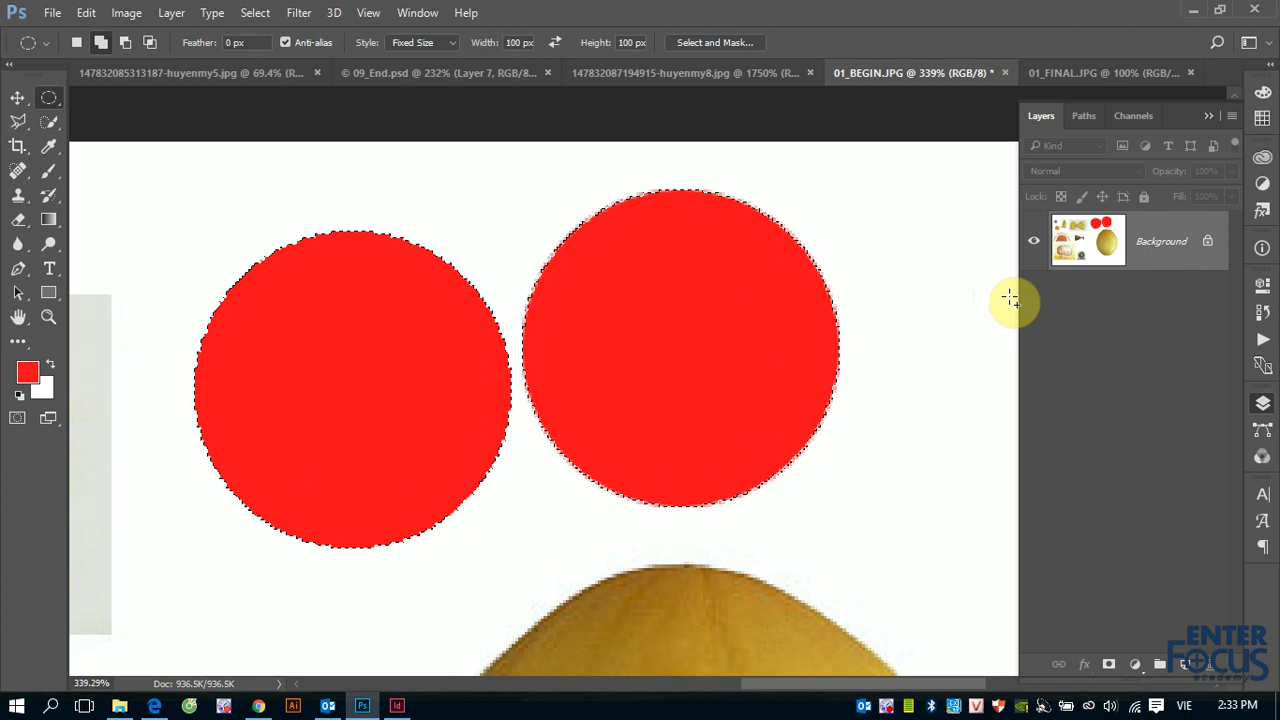 Ps File Edit Image Layer Type Select Filter 3D View Window Help
Feather: 0 px Anti-alias Style: Fixed Size Width: 100 px Height: 100 px Select and Mask...
147832085313187-huyenmy5.jpg @ 69.4% (R... × © 09_End.psd @ 232% (Layer 7, RGB/8... × 147832087194915-huyenmy8.jpg @ 1750% (R... × 01_BEGIN.JPG @ 339% (RGB/8) * × 01_FINAL.JPG @ 100% (RGB/... ×
Layers Paths Channels
Kind
Normal Opacity: 100%
Lock: Fill: 100%
Background
339.29% Doc: 936.5K/936.5K
ENTER
FOCUS
academy
VIE 2:33 PM